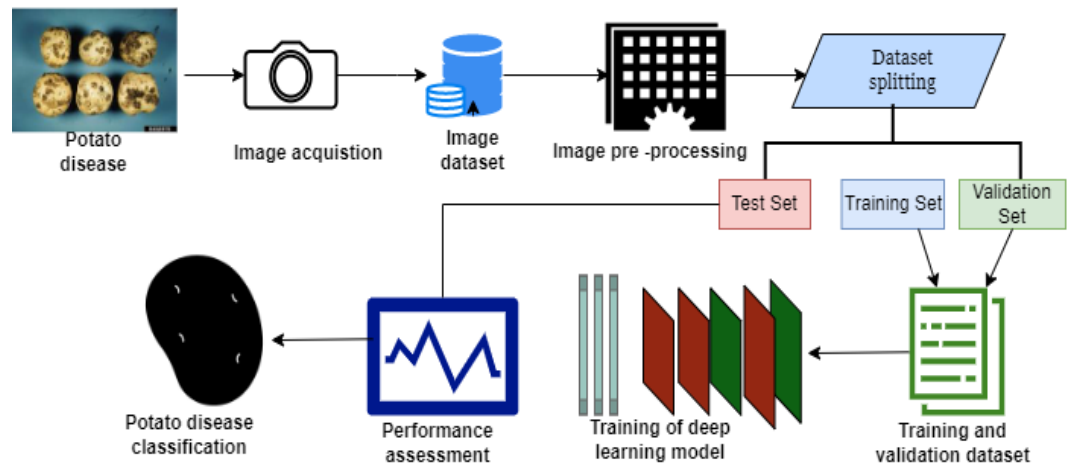 Potato
disease
Image acquistion
Image
dataset
Image pre -processing
Dataset
splitting
Test Set
Training Set
Validation
Set
Potato disease
classification
Performance
assessment
Training of deep
learning model
Training and
validation dataset